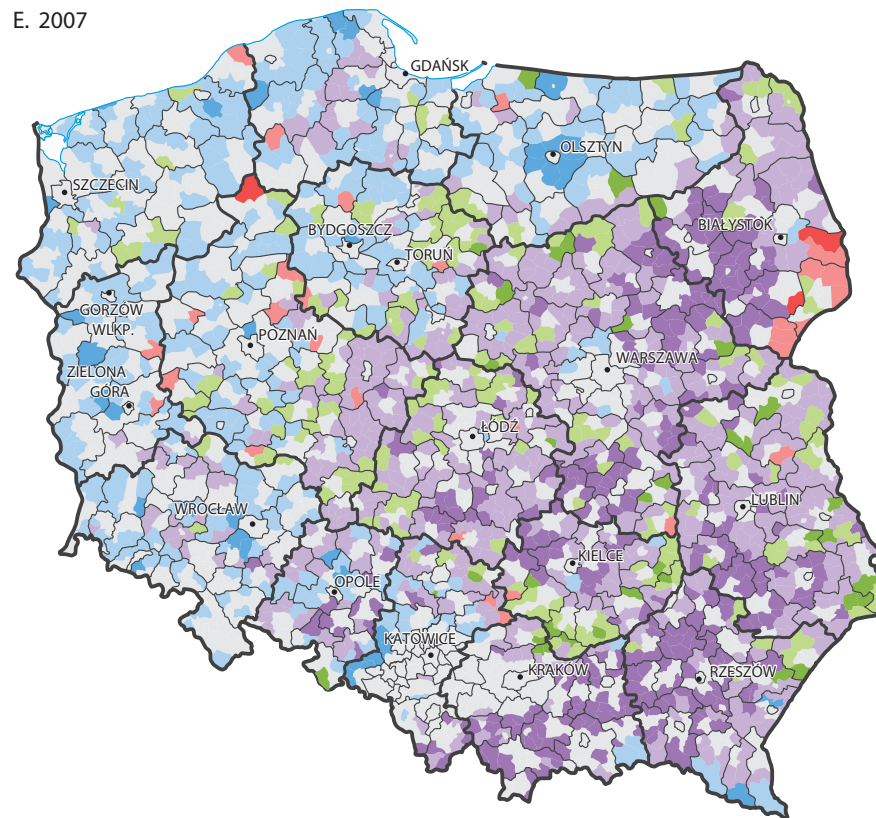 E. 2007
GDAŃSK
OLSZTYN
SZCZECIN
BIAŁYSTOK
BYDGOSZCZ
TORUŃ
GORZÓW
WLKP.
POZNAŃ
WARSZAWA
ZIELONA
GÓRA
ŁÓDŹ
WROCŁAW
LUBLIN
KIELCE
OPOLE
KATOWICE
KRAKÓW
RZESZÓW